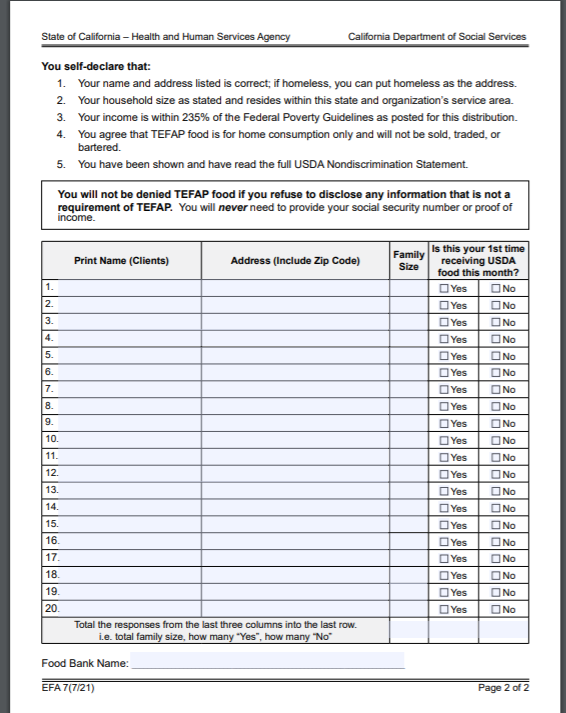 State of California – Health and Human Services Agency California Department of Social Services
You self-declare that:
1. Your name and address listed is correct; if homeless, you can put homeless as the address.
2. Your household size as stated and resides within this state and organization's service area.
3. Your income is within 235% of the Federal Poverty Guidelines as posted for this distribution.
4. You agree that TEFAP food is for home consumption only and will not be sold, traded, or
bartered.
5. You have been shown and have read the full USDA Nondiscrimination Statement.
You will not be denied TEFAP food if you refuse to disclose any information that is not a
requirement of TEFAP. You will never need to provide your social security number or proof of
income.
Print Name (Clients) Address (Include Zip Code) Family Size Is this your 1st time receiving USDA food this month?
1. Yes No
2. Yes No
3. Yes No
4. Yes No
5. Yes No
6. Yes No
7. Yes No
8. Yes No
9. Yes No
10. Yes No
11. Yes No
12. Yes No
13. Yes No
14. Yes No
15. Yes No
16. Yes No
17. Yes No
18. Yes No
19. Yes No
20. Yes No
Total the responses from the last three columns into the last row.
i.e. total family size, how many “Yes”, how many “No”
Food Bank Name:
EFA 7(7/21) Page 2 of 2